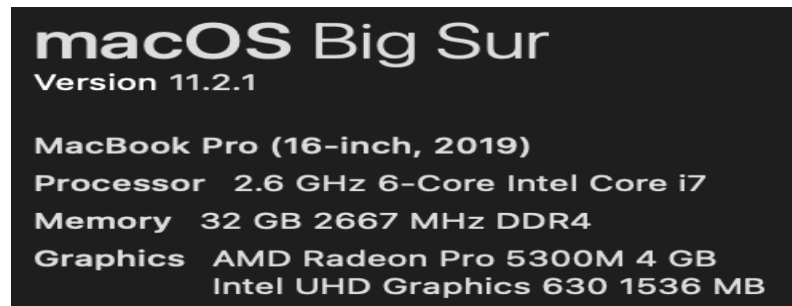 macOS Big Sur
Version 11.2.1
MacBook Pro (16-inch, 2019)
Processor 2.6 GHz 6-Core Intel Core i7
Memory 32 GB 2667 MHz DDR4
Graphics AMD Radeon Pro 5300M 4 GB
Intel UHD Graphics 630 1536 MB